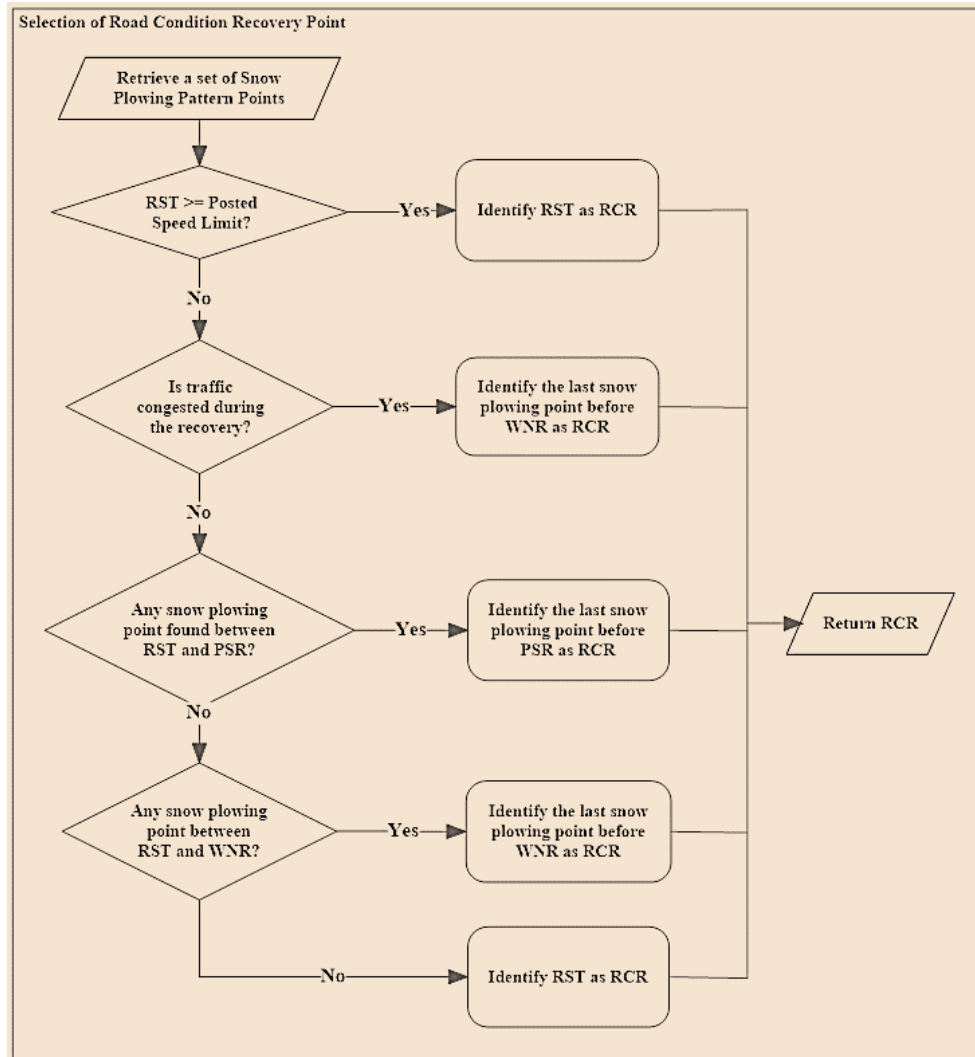 Selection of Road Condition Recovery Point
Retrieve a set of Snow
Plowing Pattern Points
RST >= Posted
Speed Limit?
Yes
Identify RST as RCR
No
Is traffic
congested during
the recovery?
Yes
Identify the last snow
plowing point before
WNR as RCR
No
Any snow plowing
point found between
RST and PSR?
Yes
Identify the last snow
plowing point before
PSR as RCR
Return RCR
No
Any snow plowing
point between
RST and WNR?
Yes
Identify the last snow
plowing point before
WNR as RCR
No
Identify RST as RCR